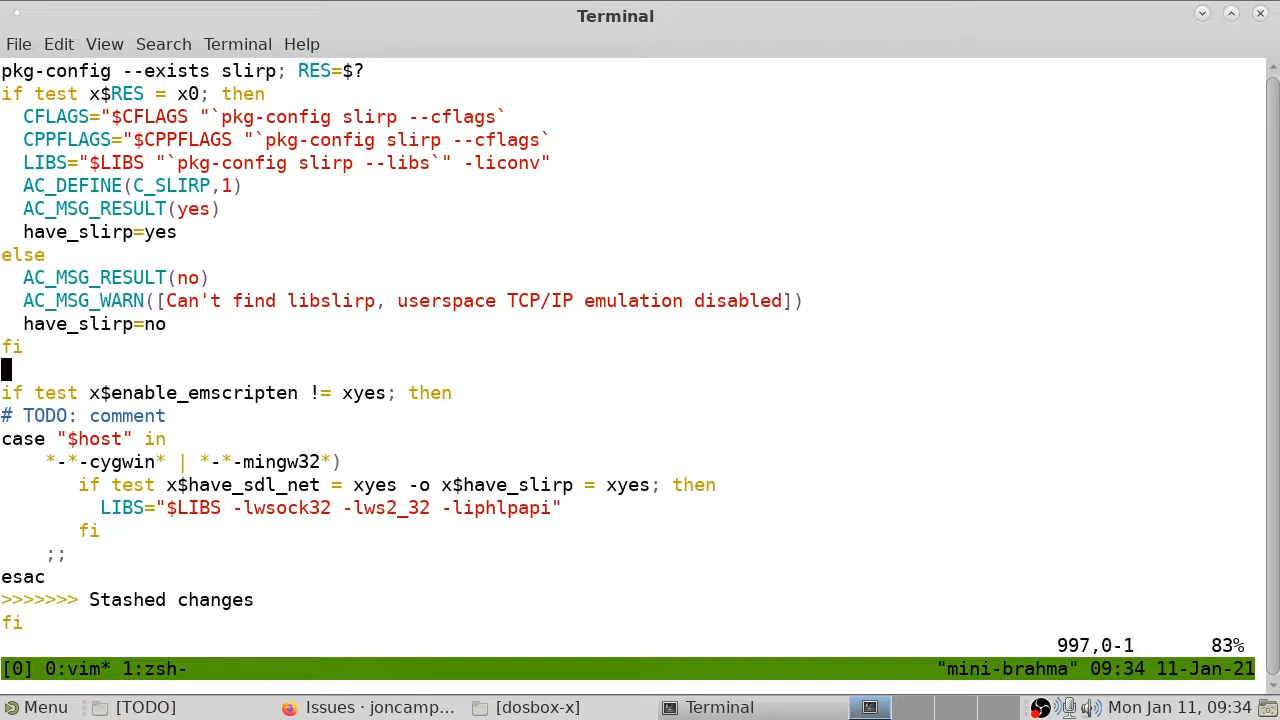 Terminal
File Edit View Search Terminal Help
pkg-config --exists slirp; RES=$?
if test x$RES = x0; then
  CFLAGS="$CFLAGS "`pkg-config slirp --cflags`
  CPPFLAGS="$CPPFLAGS "`pkg-config slirp --cflags`
  LIBS="$LIBS "`pkg-config slirp --libs`" -liconv"
  AC_DEFINE(C_SLIRP,1)
  AC_MSG_RESULT(yes)
  have_slirp=yes
else
  AC_MSG_RESULT(no)
  AC_MSG_WARN([Can't find libslirp, userspace TCP/IP emulation disabled])
  have_slirp=no
fi
if test x$enable_emscripten != xyes; then
# TODO: comment
case "$host" in
    *-*-cygwin* | *-*-mingw32*)
       if test x$have_sdl_net = xyes -o x$have_slirp = xyes; then
         LIBS="$LIBS -lwsock32 -lws2_32 -liphlpapi"
       fi
    ;;
esac
>>>>>>> Stashed changes
fi
997,0-1 83%
[0] 0:vim* 1:zsh- "mini-brahma" 09:34 11-Jan-21
Menu [TODO] Issues · joncamp... [dosbox-x] Terminal Mon Jan 11, 09:34